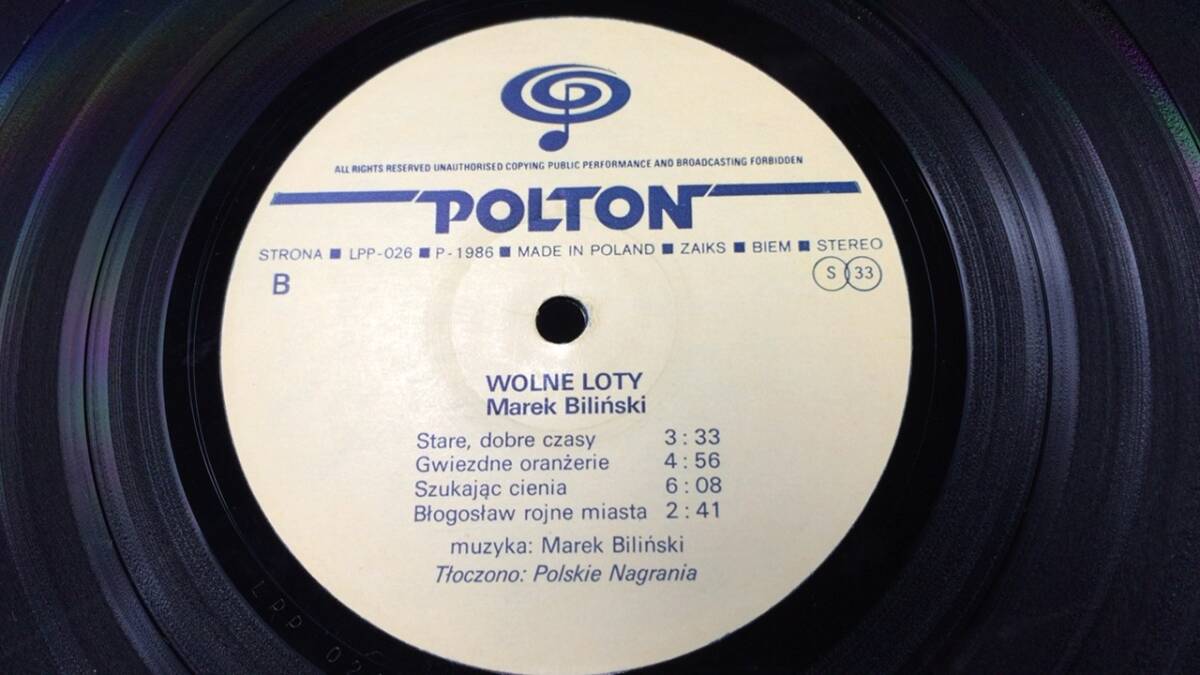 ALL RIGHTS RESERVED UNAUTHORISED COPYING PUBLIC PERFORMANCE AND BROADCASTING FORBIDDEN
POLTON
STRONA ■ LPP-026 ■ P-1986 ■ MADE IN POLAND ■ ZAIKS ■ BIEM ■ STEREO
B
S 33
WOLNE LOTY
Marek Biliński
Stare, dobre czasy 3:33
Gwiezdne oranżerie 4:56
Szukając cienia 6:08
Błogosław rojne miasta 2:41
muzyka: Marek Biliński
Tłoczono: Polskie Nagrania
LPP 02